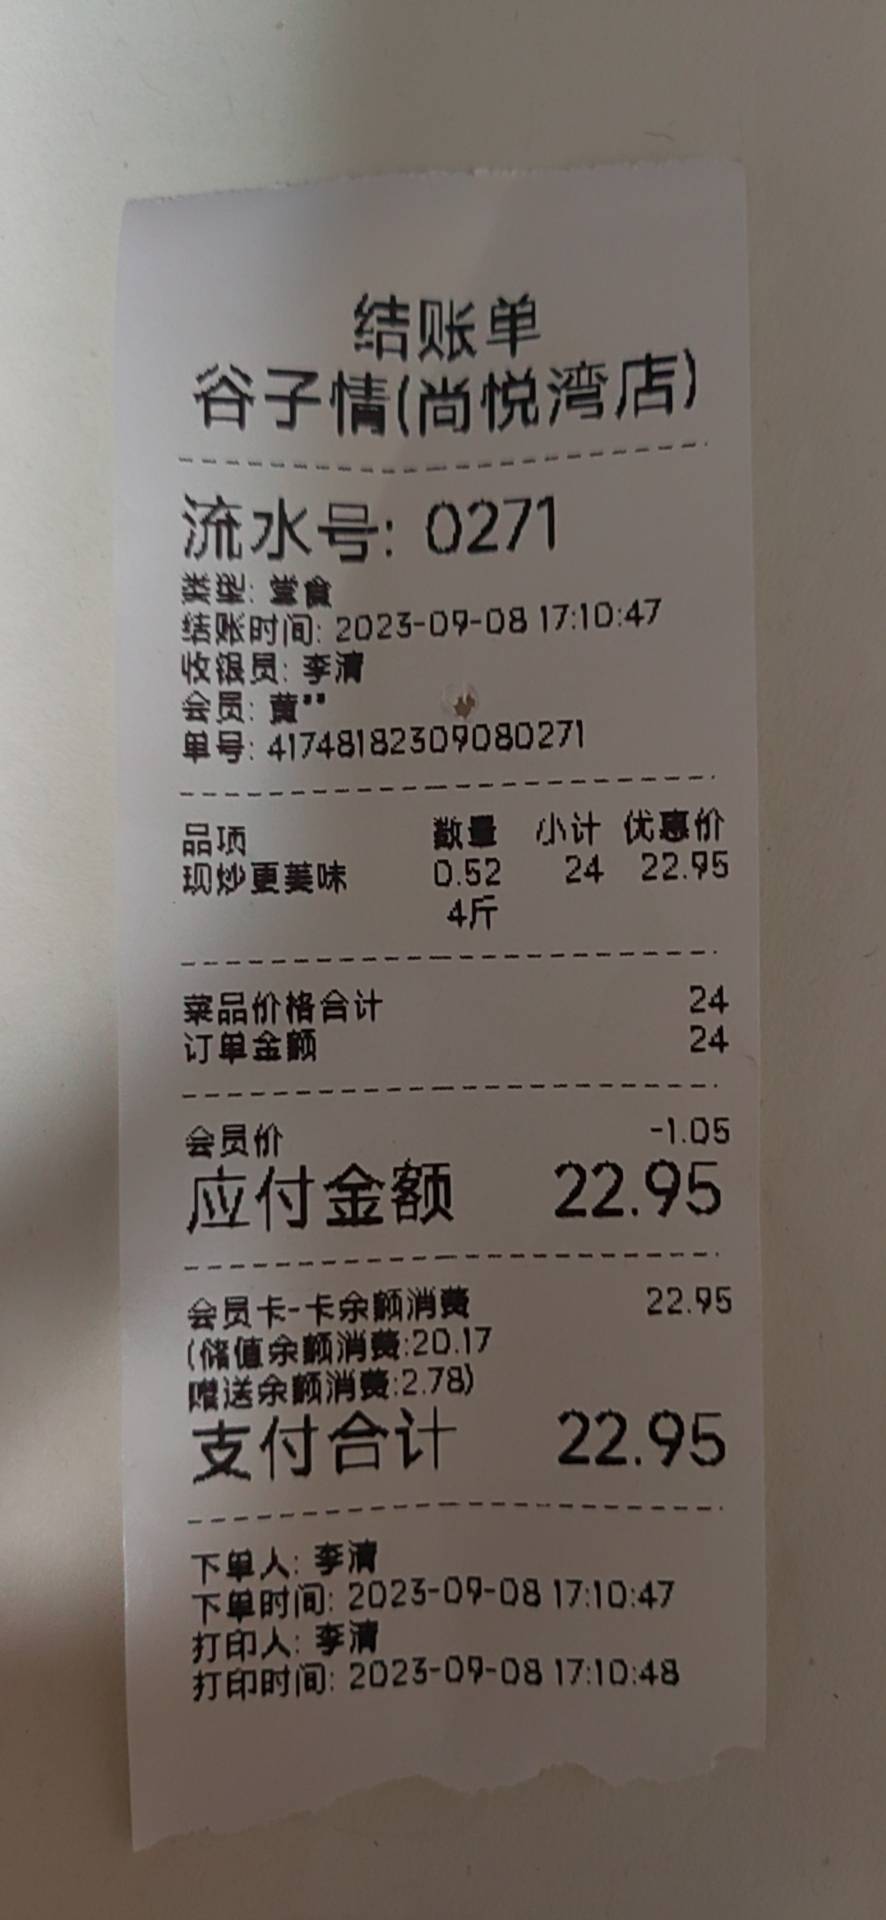 结账单
谷子情(尚悦湾店)
流水号: 0271
类型: 堂食
结账时间: 2023-09-08 17:10:47
收银员: 李清
会员: 黄**
单号: 41748182309080271
品项 数量 小计 优惠价
现炒更美味 0.52 24 22.95
4斤
菜品价格合计 24
订单金额 24
会员价 -1.05
应付金额 22.95
会员卡-卡余额消费 22.95
(储值余额消费:20.17
赠送余额消费:2.78)
支付合计 22.95
下单人: 李清
下单时间: 2023-09-08 17:10:47
打印人: 李清
打印时间: 2023-09-08 17:10:48